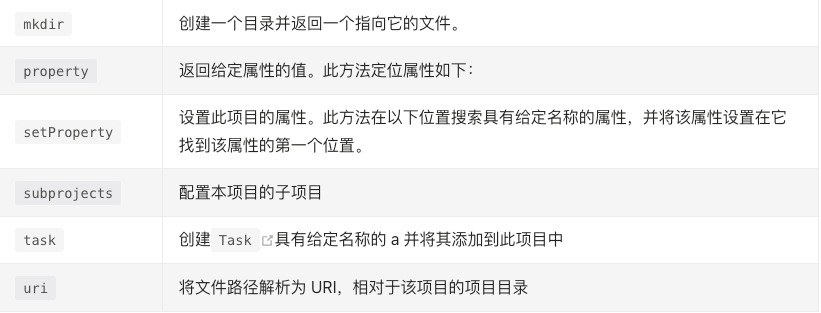 mkdir 创建一个目录并返回一个指向它的文件。
property 返回给定属性的值。此方法定位属性如下：
setProperty 设置此项目的属性。此方法在以下位置搜索具有给定名称的属性，并将该属性设置在它
找到该属性的第一个位置。
subprojects 配置本项目的子项目
task 创建 Task 具有给定名称的 a 并将其添加到此项目中
uri 将文件路径解析为 URI，相对于该项目的项目目录